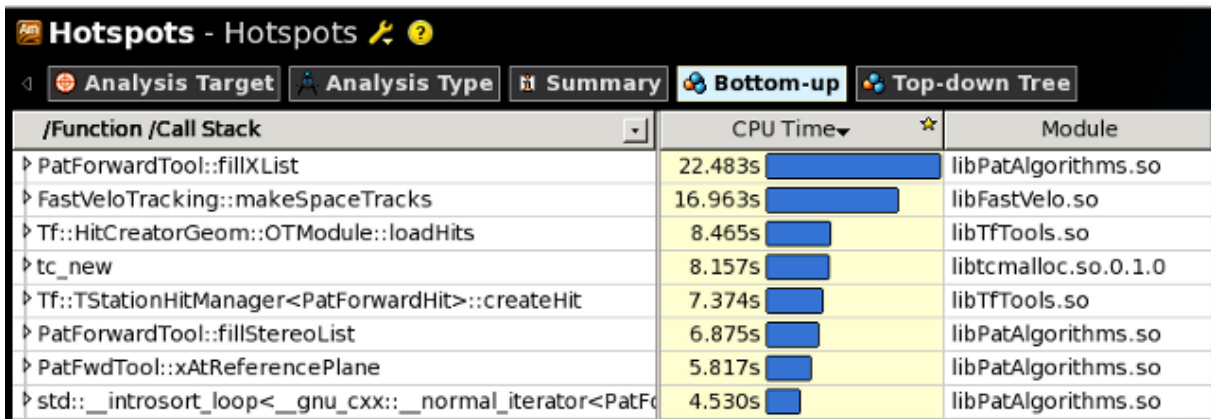 Am Hotspots - Hotspots ?
Analysis Target Analysis Type Summary Bottom-up Top-down Tree
/Function /Call Stack CPU Time Module
PatForwardTool::fillXList 22.483s libPatAlgorithms.so
FastVeloTracking::makeSpaceTracks 16.963s libFastVelo.so
Tf::HitCreatorGeom::OTModule::loadHits 8.465s libTfTools.so
tc_new 8.157s libtcmalloc.so.0.1.0
Tf::TStationHitManager<PatForwardHit>::createHit 7.374s libTfTools.so
PatForwardTool::fillStereoList 6.875s libPatAlgorithms.so
PatFwdTool::xAtReferencePlane 5.817s libPatAlgorithms.so
std::__introsort_loop<__gnu_cxx::__normal_iterator<PatFo 4.530s libPatAlgorithms.so